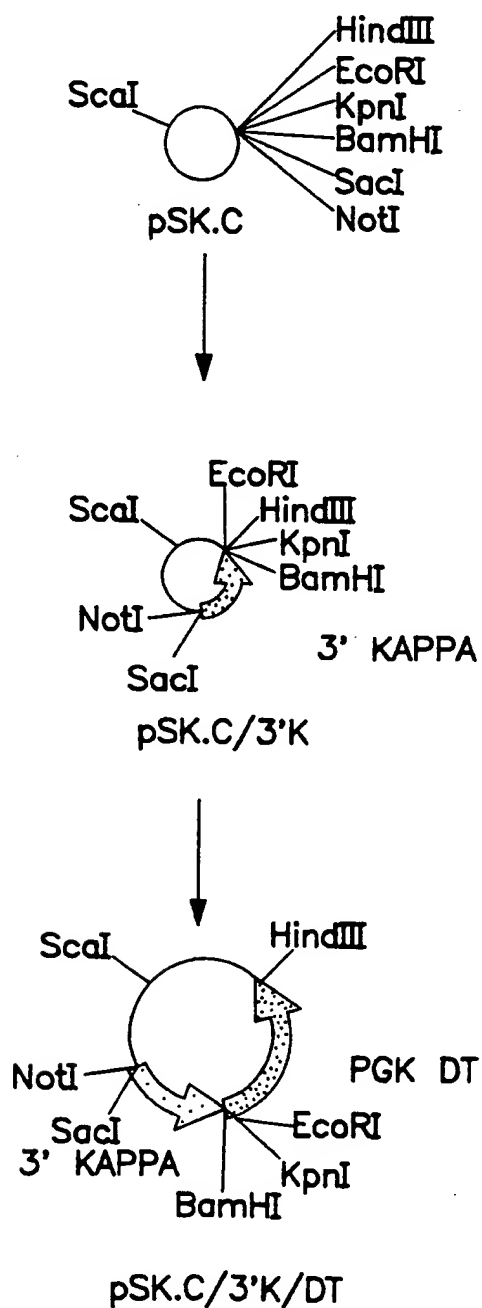 HindIII
EcoRI
ScaI
KpnI
BamHI
SacI
NotI
pSK.C
EcoRI
ScaI
HindIII
KpnI
BamHI
NotI
3' KAPPA
SacI
pSK.C/3'K
HindIII
ScaI
PGK DT
NotI
SacI
EcoRI
3' KAPPA
KpnI
BamHI
pSK.C/3'K/DT